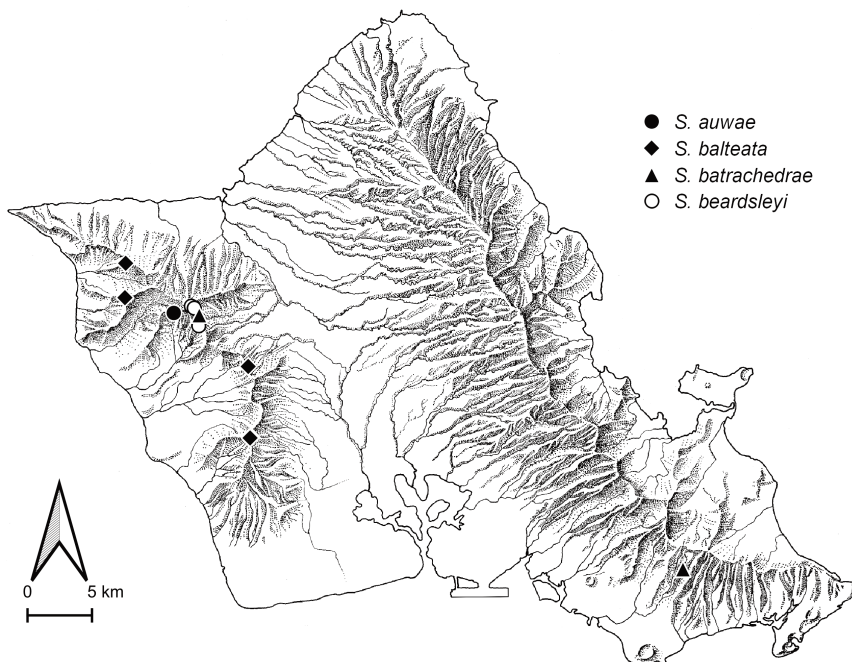 S. auwae
S. balteata
S. batrachedrae
S. beardsleyi
0 5 km